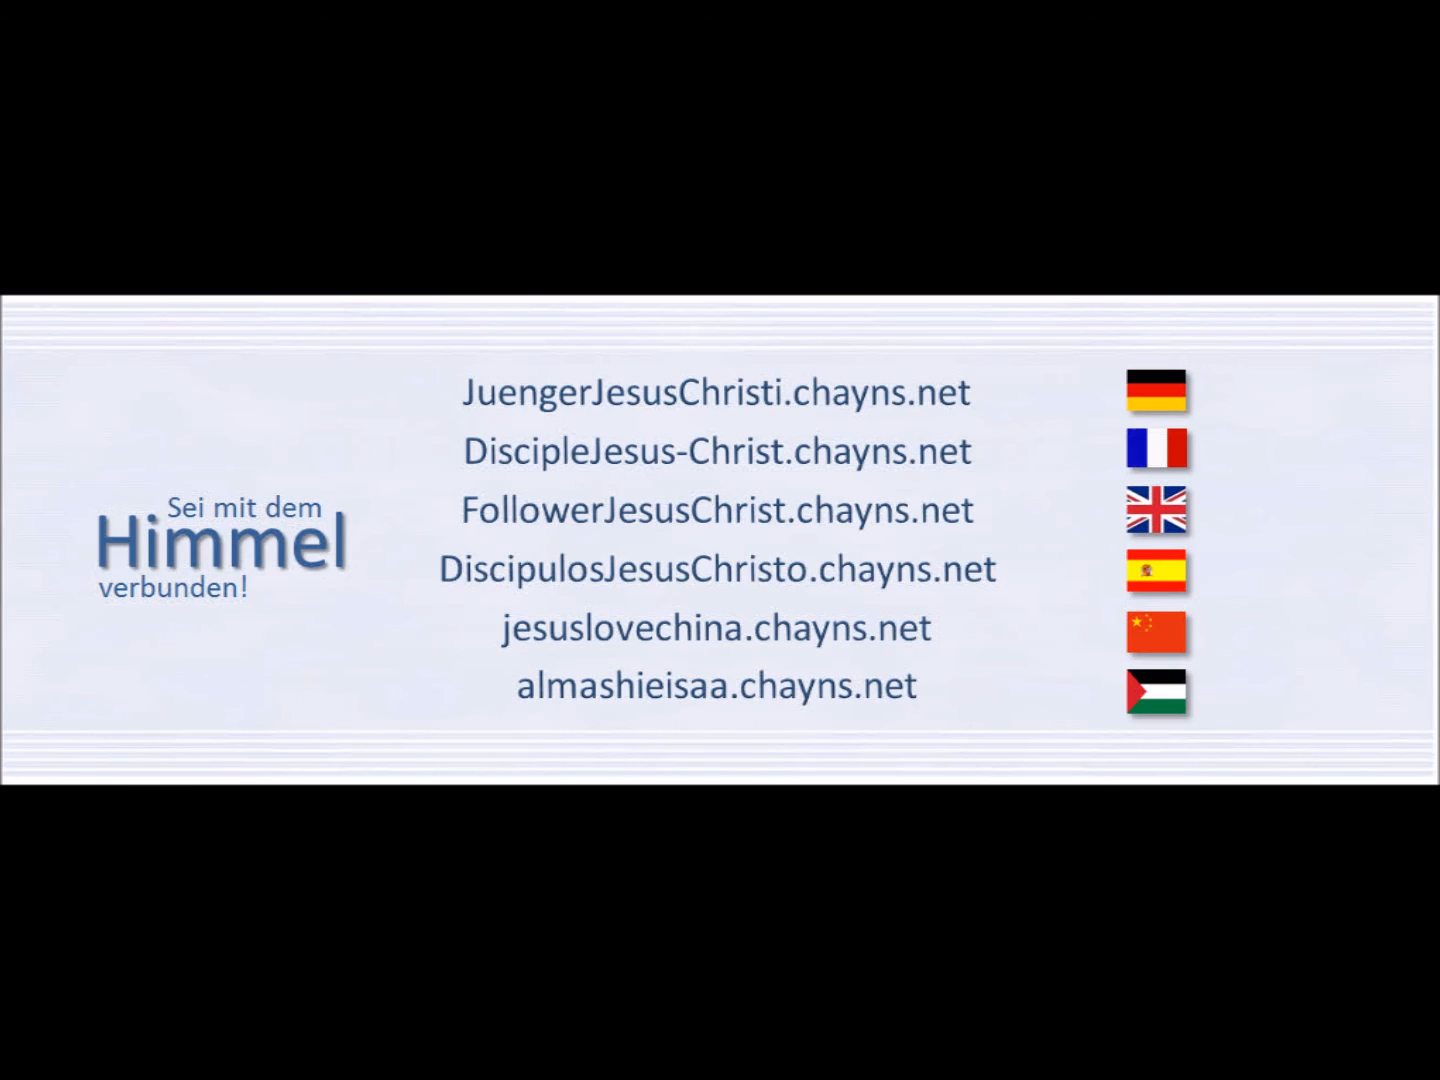 Sei mit dem
Himmel
verbunden!
JuengerJesusChristi.chayns.net
DiscipleJesus-Christ.chayns.net
FollowerJesusChrist.chayns.net
DiscipulosJesusChristo.chayns.net
jesuslovechina.chayns.net
almashieisaa.chayns.net